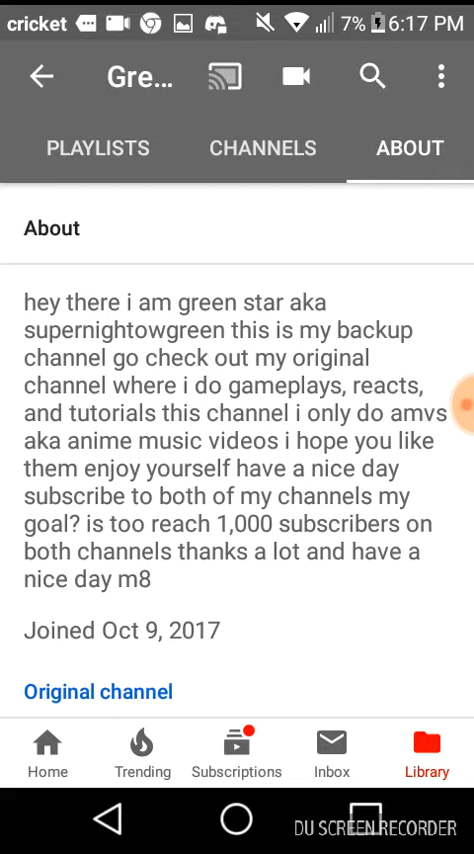 cricket 7% 6:17 PM
Gre...
PLAYLISTS CHANNELS ABOUT
About
hey there i am green star aka
supernightowgreen this is my backup
channel go check out my original
channel where i do gameplays, reacts,
and tutorials this channel i only do amvs
aka anime music videos i hope you like
them enjoy yourself have a nice day
subscribe to both of my channels my
goal? is too reach 1,000 subscribers on
both channels thanks a lot and have a
nice day m8
Joined Oct 9, 2017
Original channel
Home Trending Subscriptions Inbox Library
DU SCREEN RECORDER